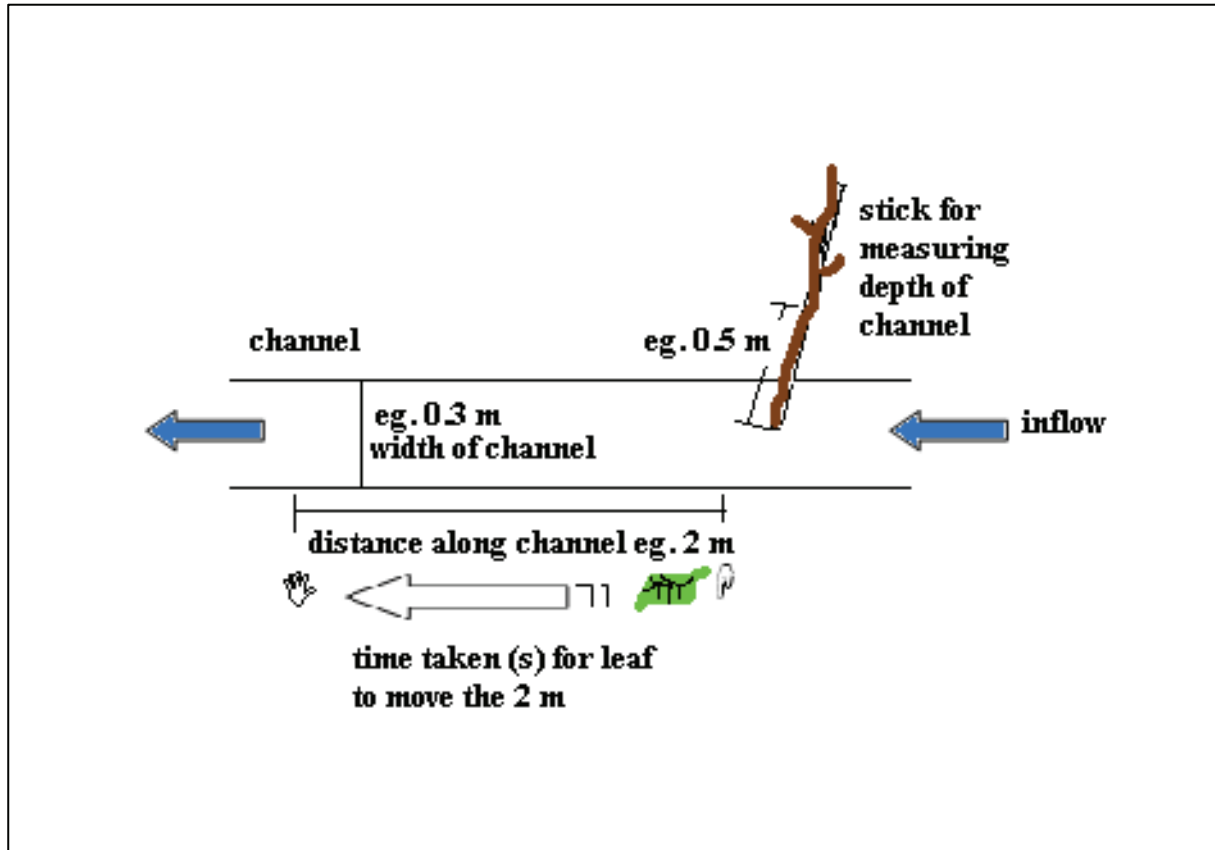 stick for
measuring
depth of
channel
channel
eg. 0.5 m
eg. 0.3 m
width of channel
inflow
distance along channel eg. 2 m
time taken (s) for leaf
to move the 2 m